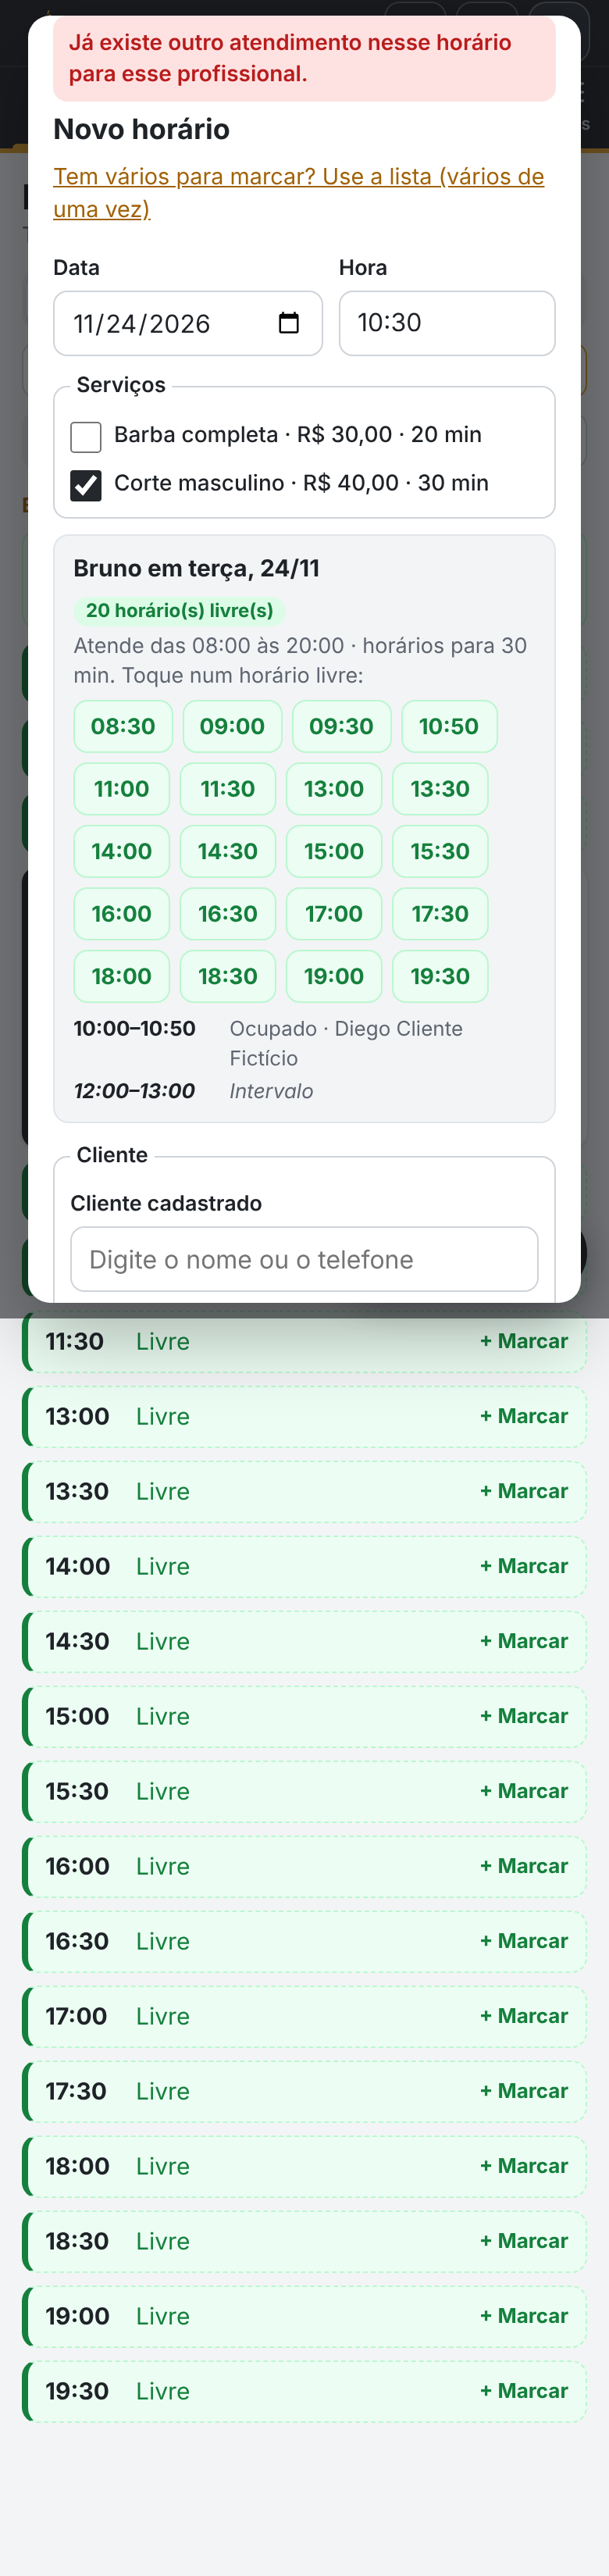 Já existe outro atendimento nesse horário
para esse profissional.
Novo horário
Tem vários para marcar? Use a lista (vários de
uma vez)
Data
Hora
11/24/2026
10:30
Serviços
Barba completa · R$ 30,00 · 20 min
Corte masculino · R$ 40,00 · 30 min
Bruno em terça, 24/11
20 horário(s) livre(s)
Atende das 08:00 às 20:00 · horários para 30
min. Toque num horário livre:
08:30 09:00 09:30 10:50
11:00 11:30 13:00 13:30
14:00 14:30 15:00 15:30
16:00 16:30 17:00 17:30
18:00 18:30 19:00 19:30
10:00–10:50 Ocupado · Diego Cliente
Fictício
12:00–13:00 Intervalo
Cliente
Cliente cadastrado
Digite o nome ou o telefone
11:30 Livre + Marcar
13:00 Livre + Marcar
13:30 Livre + Marcar
14:00 Livre + Marcar
14:30 Livre + Marcar
15:00 Livre + Marcar
15:30 Livre + Marcar
16:00 Livre + Marcar
16:30 Livre + Marcar
17:00 Livre + Marcar
17:30 Livre + Marcar
18:00 Livre + Marcar
18:30 Livre + Marcar
19:00 Livre + Marcar
19:30 Livre + Marcar